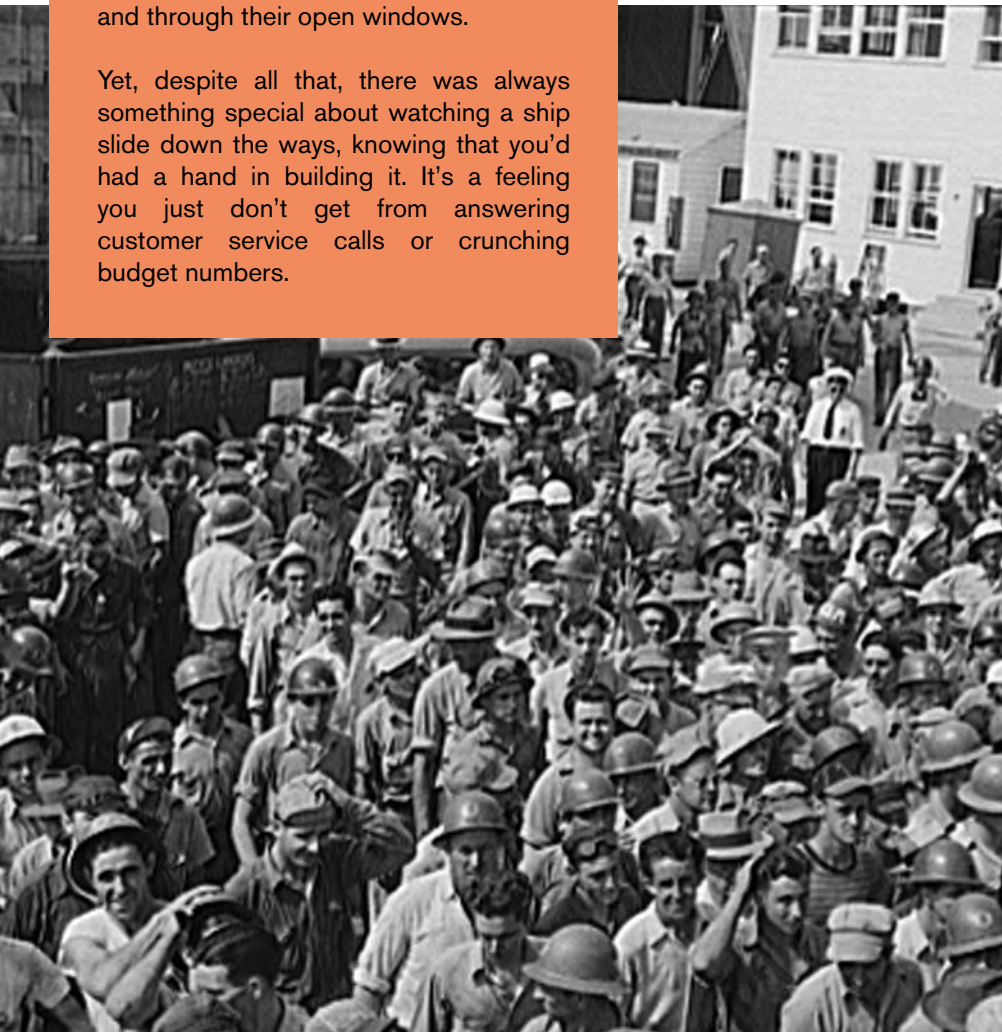 and through their open windows.
Yet, despite all that, there was always
something special about watching a ship
slide down the ways, knowing that you’d
had a hand in building it. It’s a feeling
you just don’t get from answering
customer service calls or crunching
budget numbers.